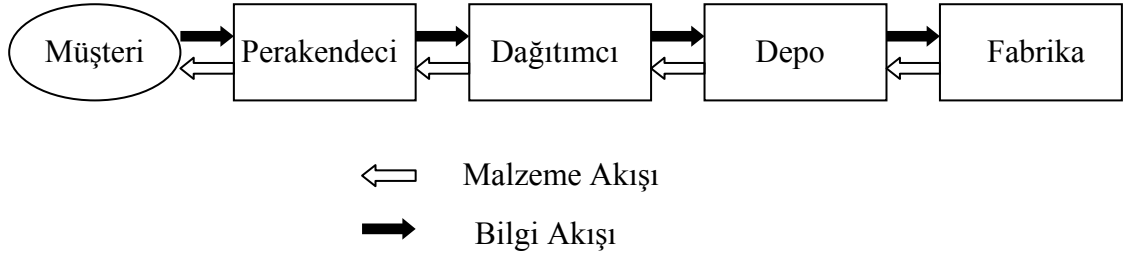 Müşteri Perakendeci Dağıtımcı Depo Fabrika
Malzeme Akışı
Bilgi Akışı